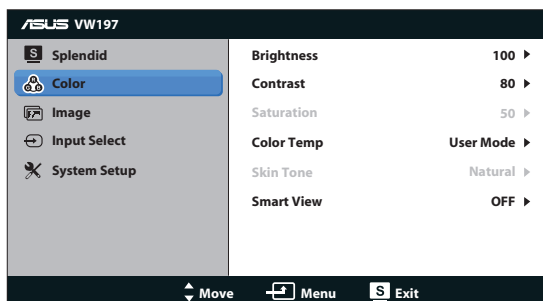 ASUS VW197
S Splendid
Color
Image
Input Select
System Setup
Brightness 100
Contrast 80
Saturation 50
Color Temp User Mode
Skin Tone Natural
Smart View OFF
Move Menu S Exit